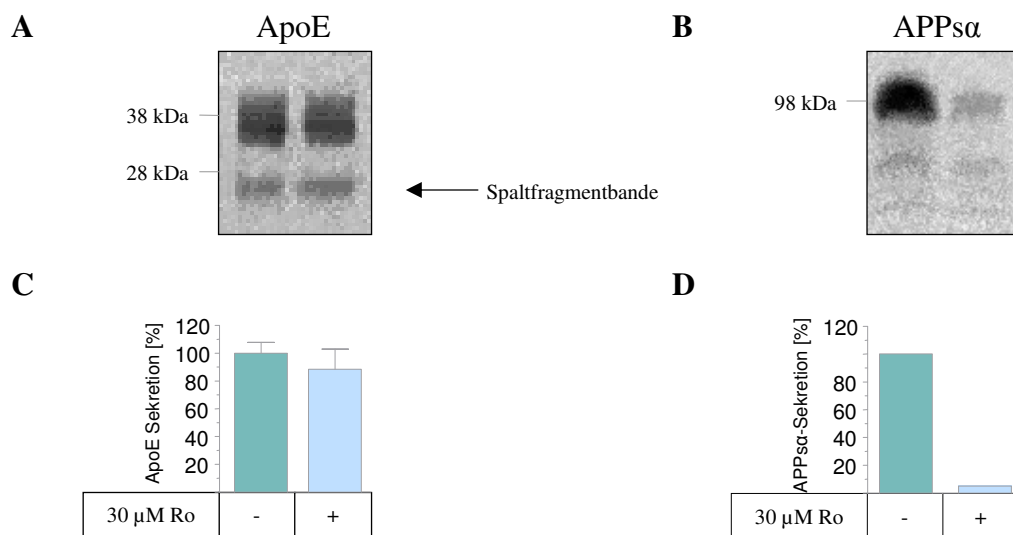 A
ApoE
38 kDa
28 kDa
Spaltfragmentbande
B
APPsα
98 kDa
C
ApoE Sekretion [%]
120
100
80
60
40
20
30 µM Ro - +
D
APPsα-Sekretion [%]
120
100
80
60
40
20
30 µM Ro - +